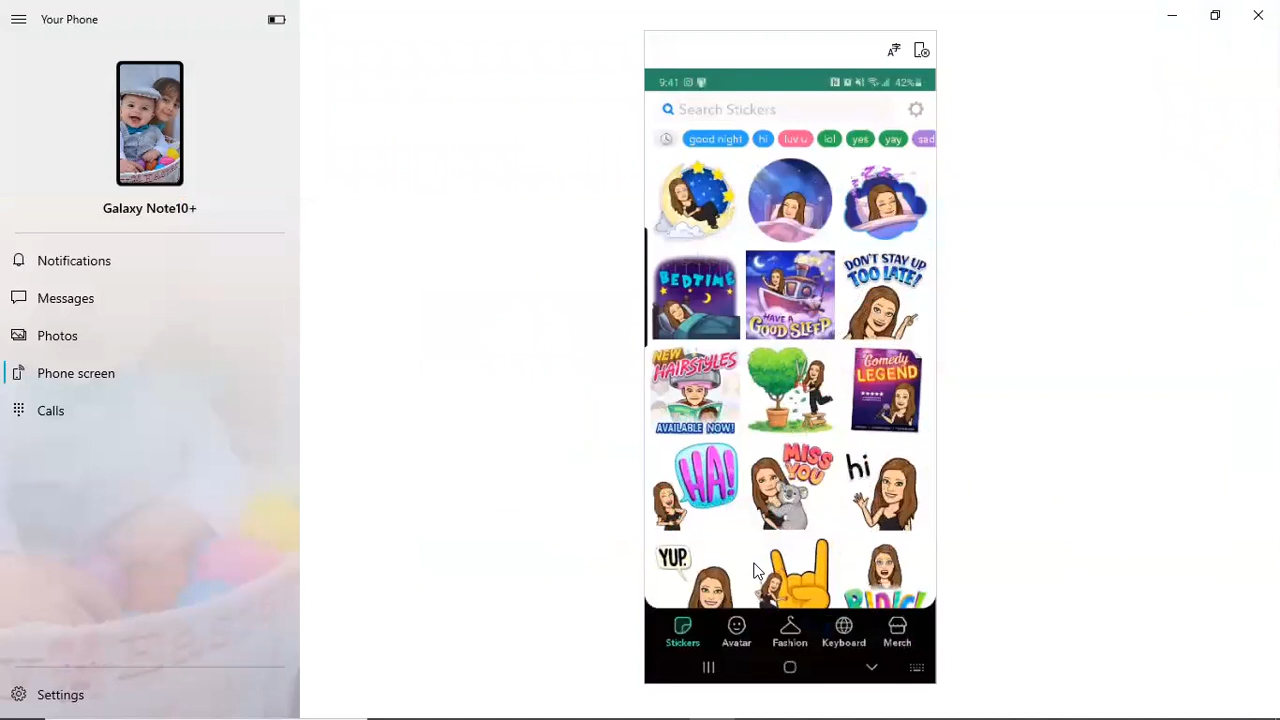 Your Phone
Galaxy Note10+
Notifications
Messages
Photos
Phone screen
Calls
Settings
9:41
42%
Search Stickers
good night hi luv u lol yes yay sad
BEDTIME
HAVE A GOOD SLEEP
DON'T STAY UP TOO LATE!
NEW HAIRSTYLES
AVAILABLE NOW!
Comedy LEGEND
HA!
MISS YOU
hi
YUP.
Stickers Avatar Fashion Keyboard Merch